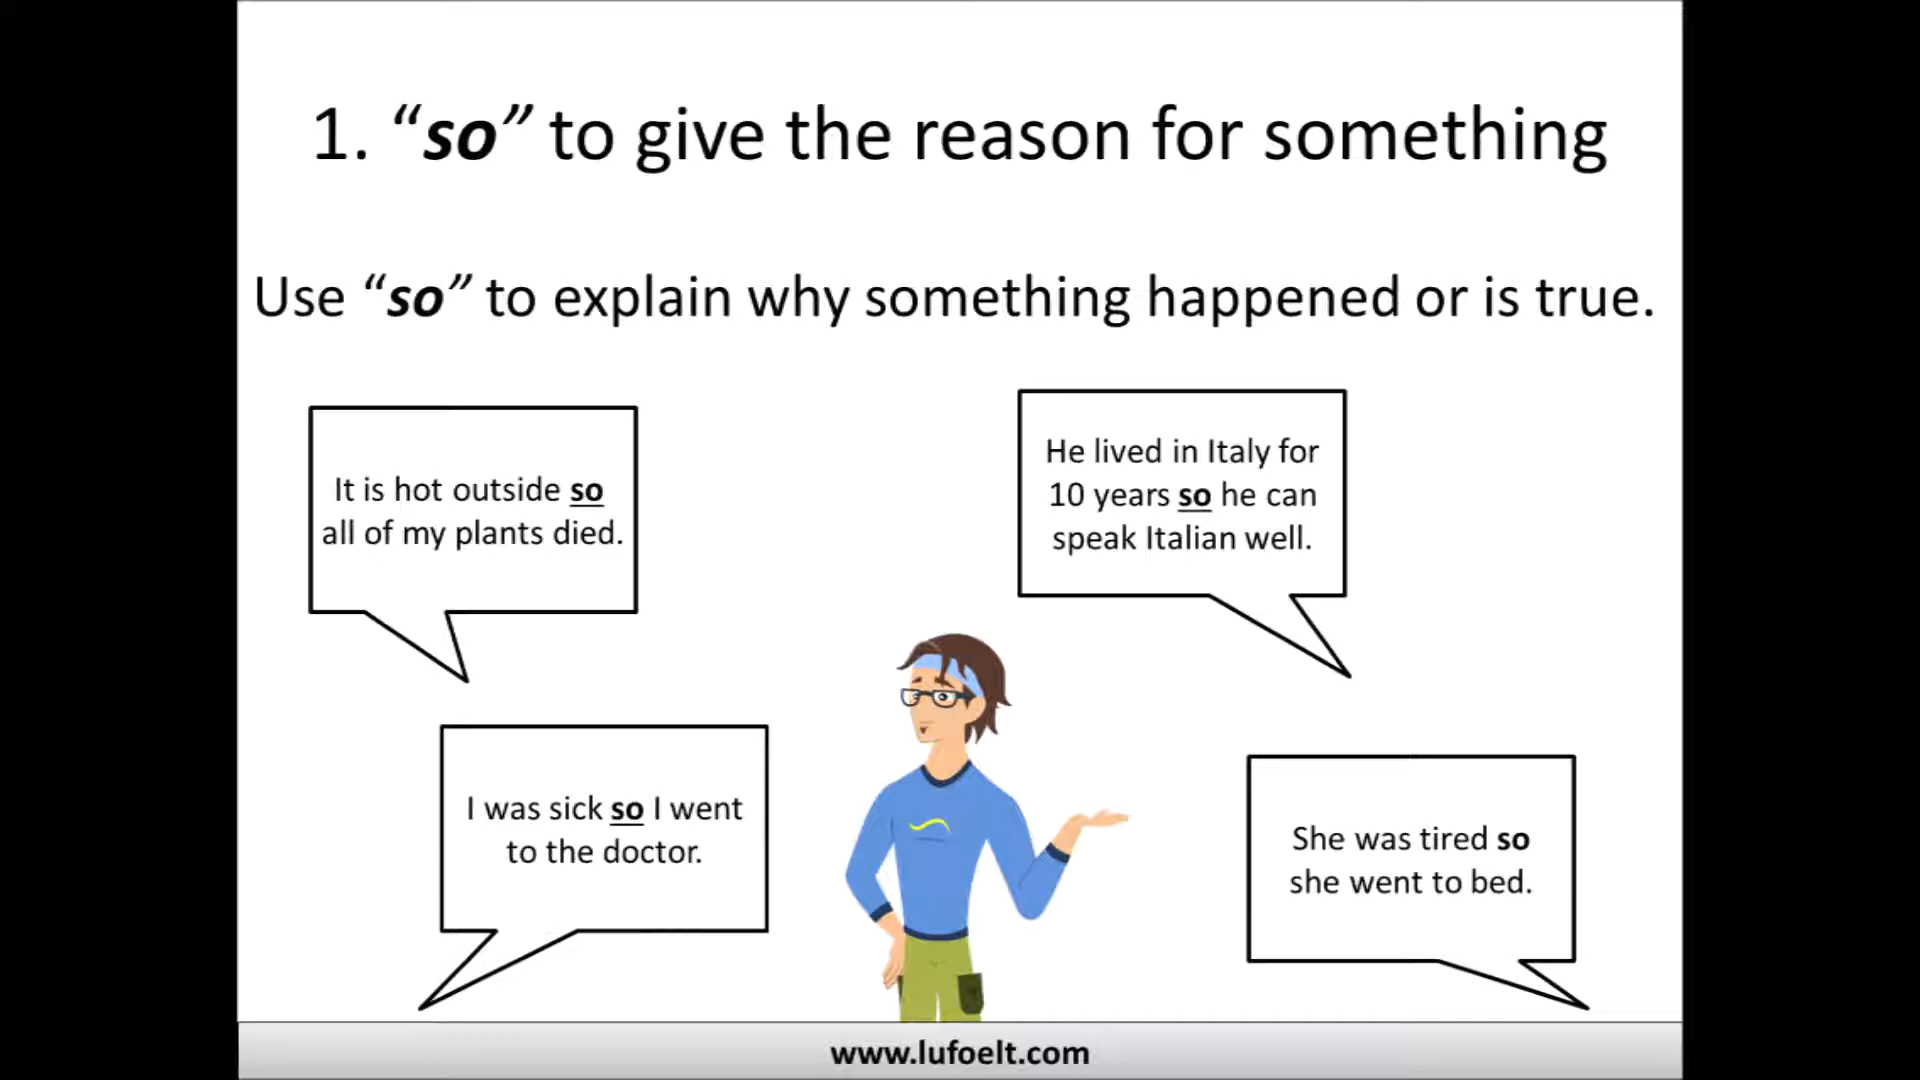 1. “so” to give the reason for something
Use “so” to explain why something happened or is true.
It is hot outside so
all of my plants died.
He lived in Italy for
10 years so he can
speak Italian well.
I was sick so I went
to the doctor.
She was tired so
she went to bed.
www.lufoelt.com